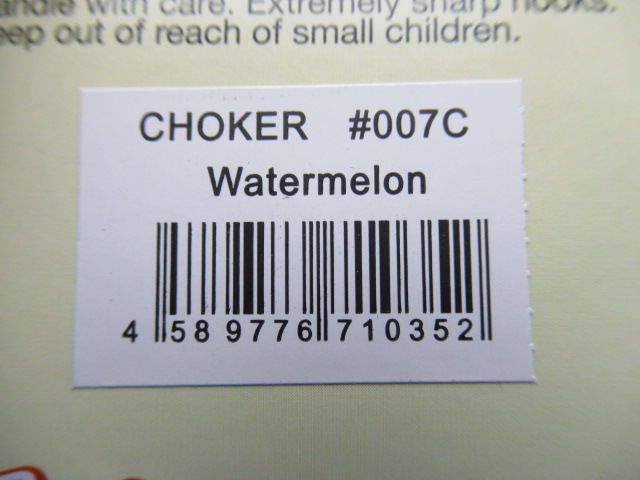 andle with care. Extremely sharp hooks.
eep out of reach of small children.
CHOKER #007C
Watermelon
4 589776 710352